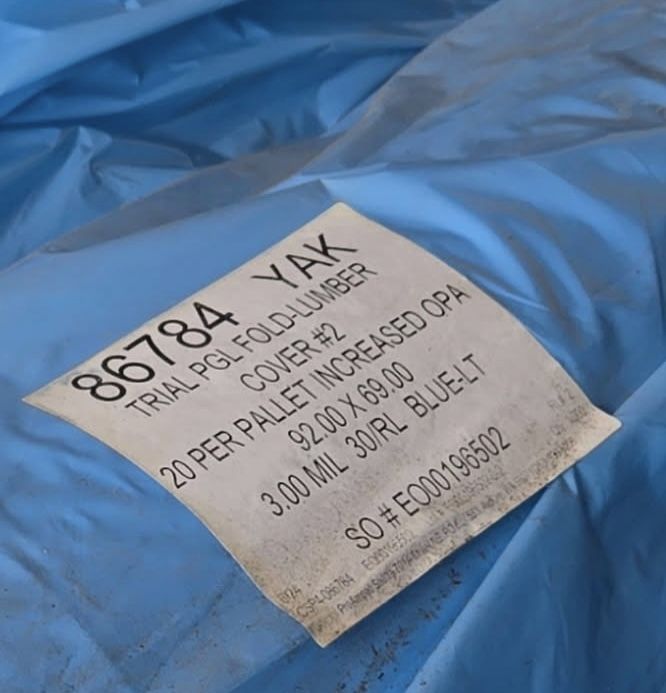 86784 YAK
TRIAL PGL FOLD-LUMBER
COVER #2
20 PER PALLET INCREASED OPA
92.00 X 69.00
3.00 MIL 30/RL BLUE-LT
SO # EO00196502